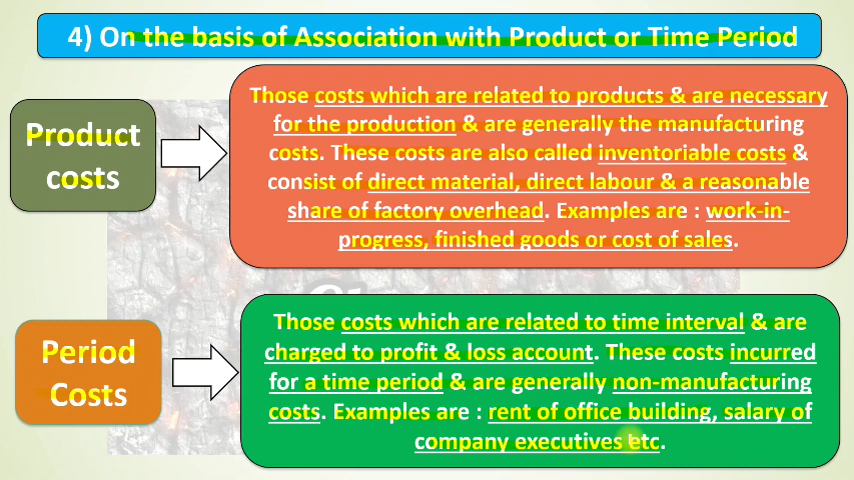 4) On the basis of Association with Product or Time Period
Product
costs
Those costs which are related to products & are necessary
for the production & are generally the manufacturing
costs. These costs are also called inventoriable costs &
consist of direct material, direct labour & a reasonable
share of factory overhead. Examples are : work-in-
progress, finished goods or cost of sales.
Period
Costs
Those costs which are related to time interval & are
charged to profit & loss account. These costs incurred
for a time period & are generally non-manufacturing
costs. Examples are : rent of office building, salary of
company executives etc.